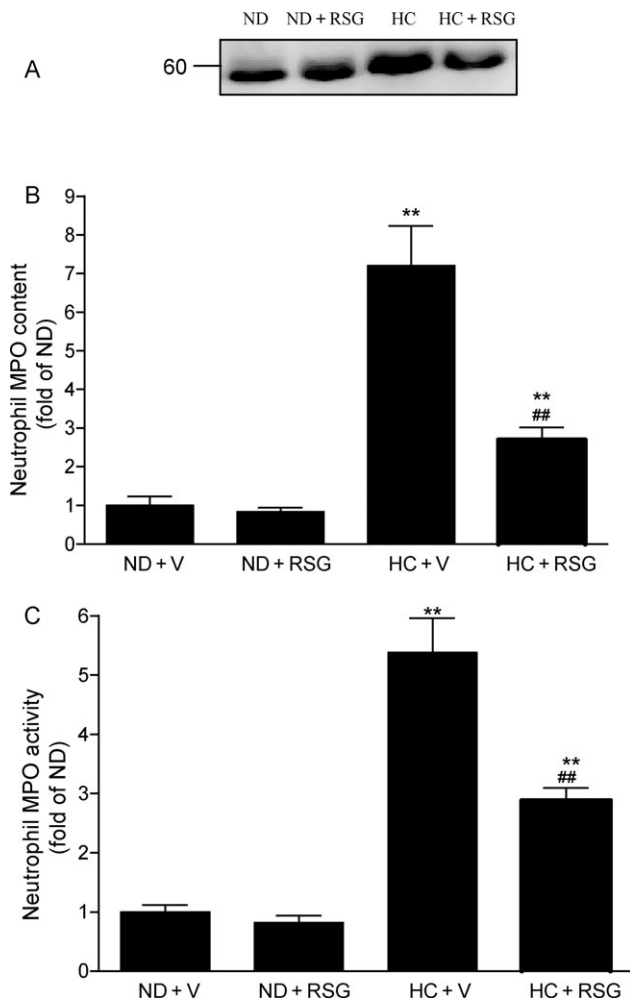 ND ND + RSG HC HC + RSG
A
60
B
9
8
7
6
5
4
3
2
1
0
Neutrophil MPO content
(fold of ND)
**
**
##
ND + V ND + RSG HC + V HC + RSG
C
6
5
4
3
2
1
0
Neutrophil MPO activity
(fold of ND)
**
**
##
ND + V ND + RSG HC + V HC + RSG